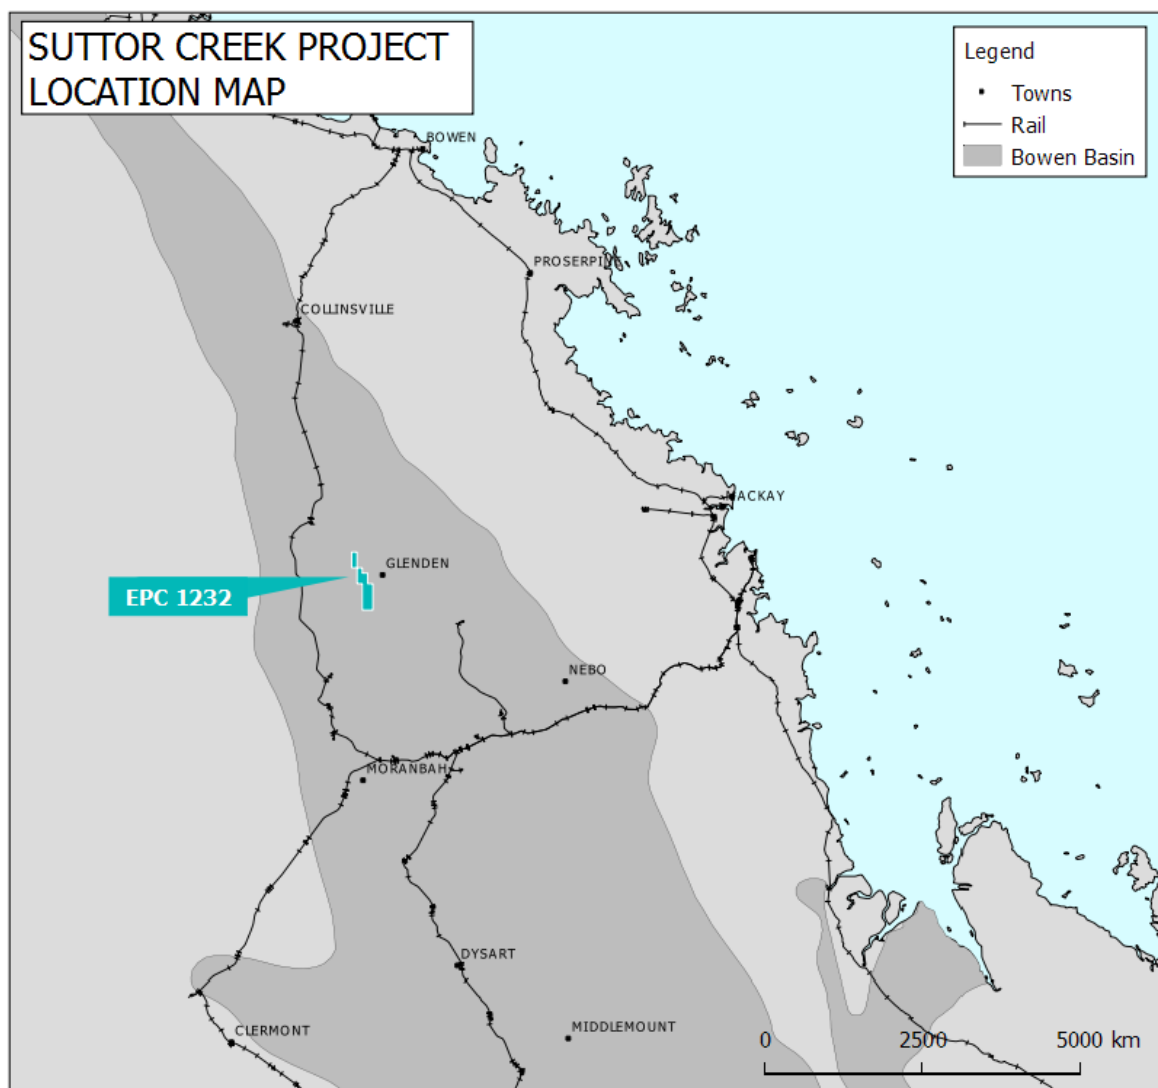 SUTTOR CREEK PROJECT
LOCATION MAP
Legend
Towns
Rail
Bowen Basin
BOWEN
PROSERPINE
COLLINSVILLE
MACKAY
GLENDEN
EPC 1232
NEBO
MORANBAH
DYSART
CLERMONT
MIDDLEMOUNT
0 2500 5000 km